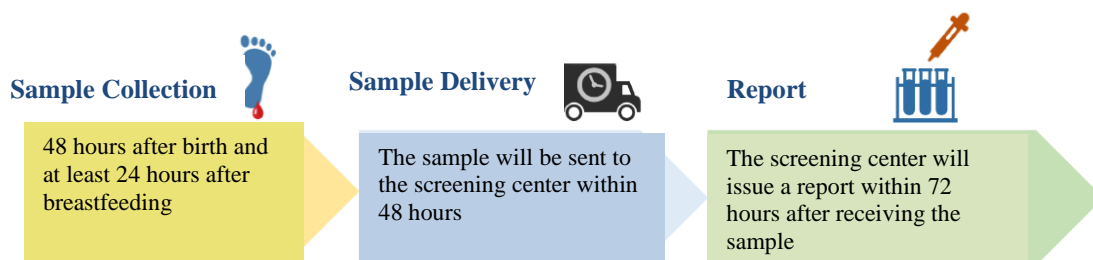 Sample Collection
48 hours after birth and
at least 24 hours after
breastfeeding
Sample Delivery
The sample will be sent to
the screening center within
48 hours
Report
The screening center will
issue a report within 72
hours after receiving the
sample